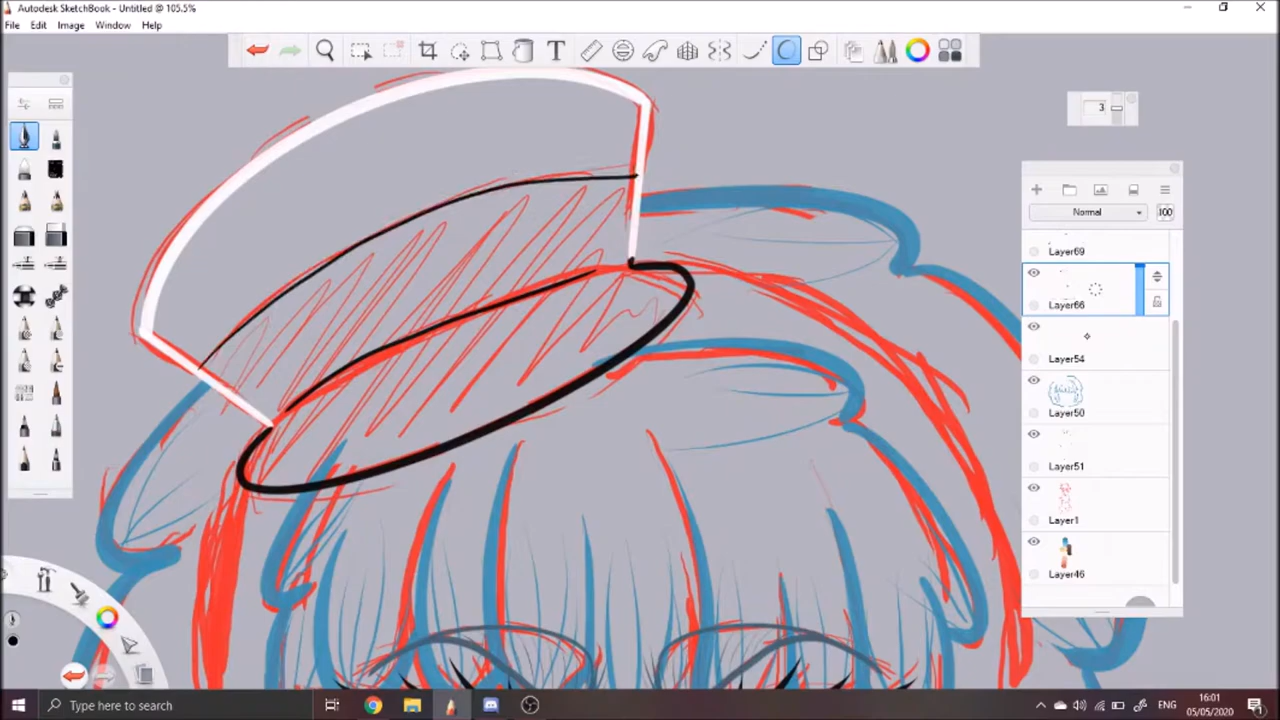 Autodesk SketchBook - Untitled @ 105.5%
File Edit Image Window Help
T
3
Normal 100
Layer69
Layer66
Layer54
Layer50
Layer51
Layer1
Layer46
Type here to search
ENG
16:01
05/05/2020
1